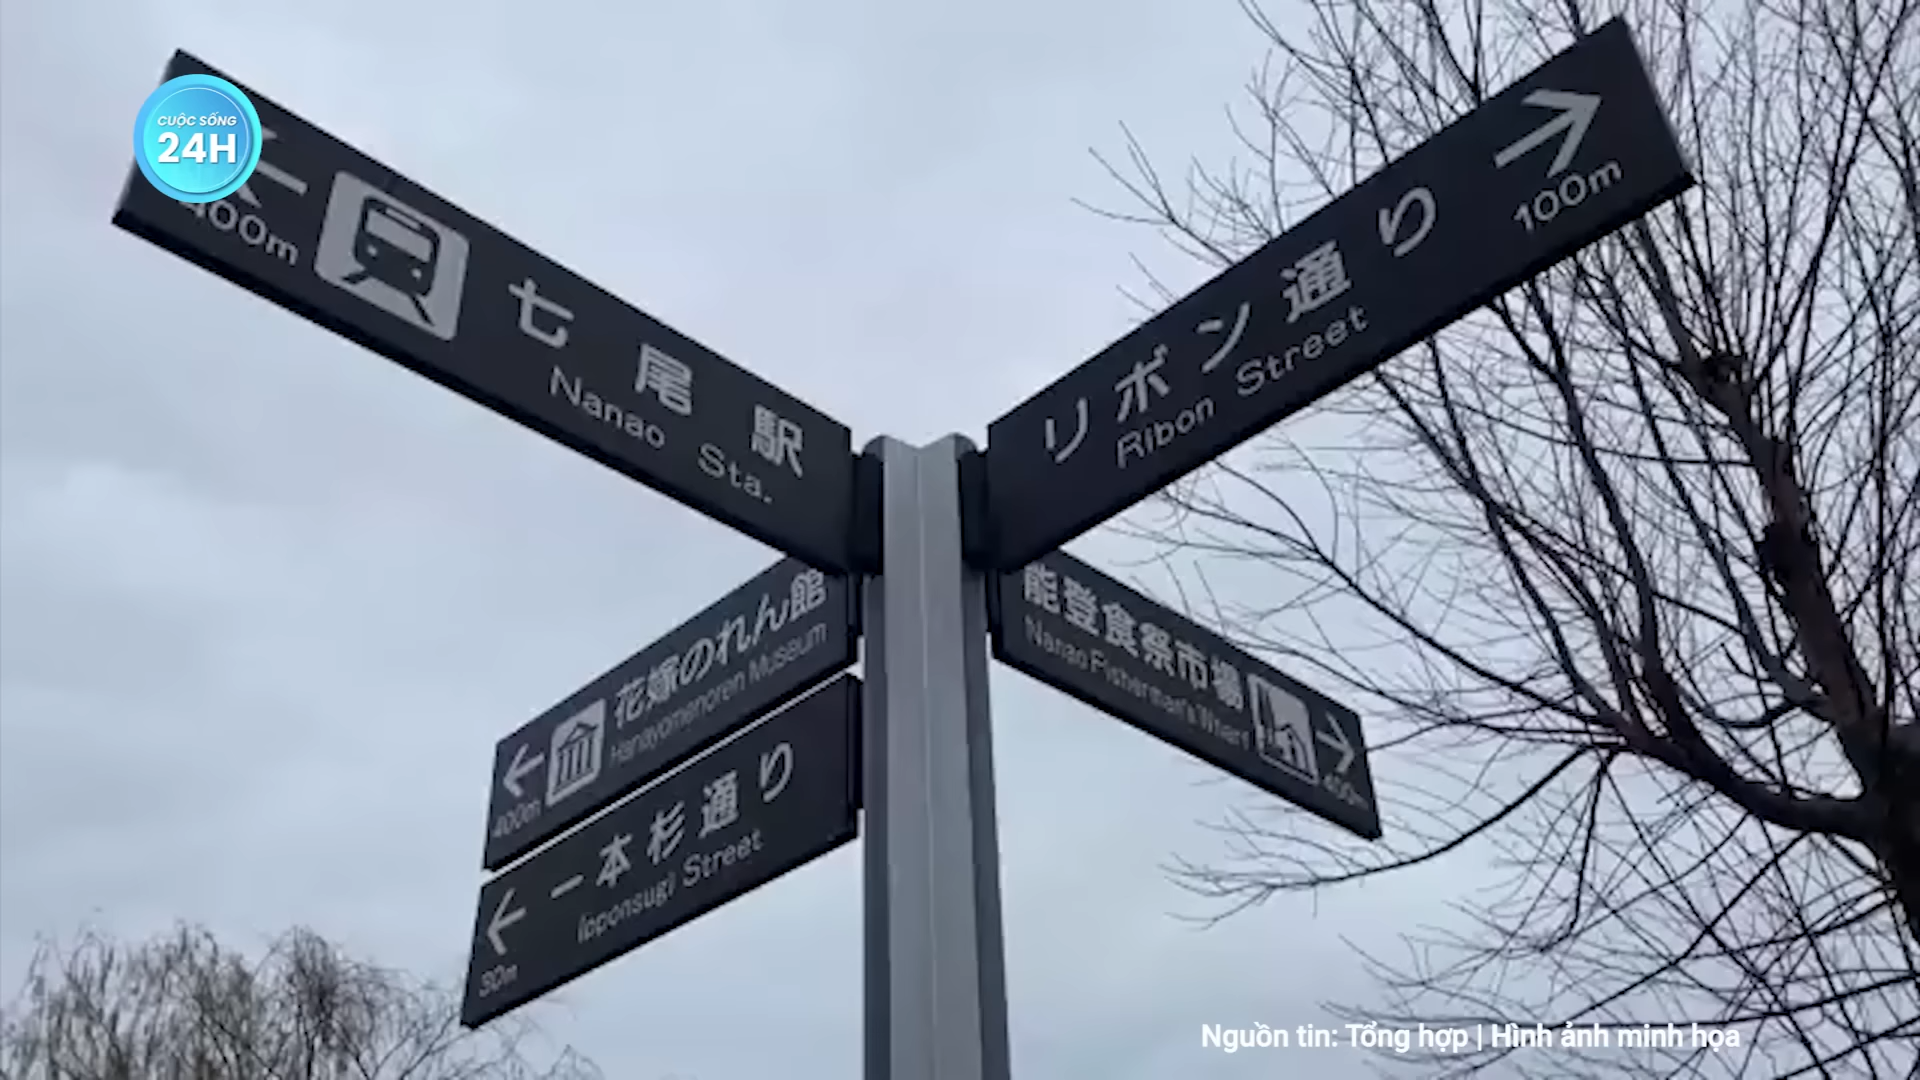 CUỘC SỐNG
24H
400m
七尾駅
Nanao Sta.
リボン通り
Ribon Street
100m
花嫁のれん館
Hanayomenoren Museum
400m
一本杉通り
Ipponsugi Street
30m
能登食祭市場
Nanao Fisherman's Wharf
400m
Nguồn tin: Tổng hợp | Hình ảnh minh họa